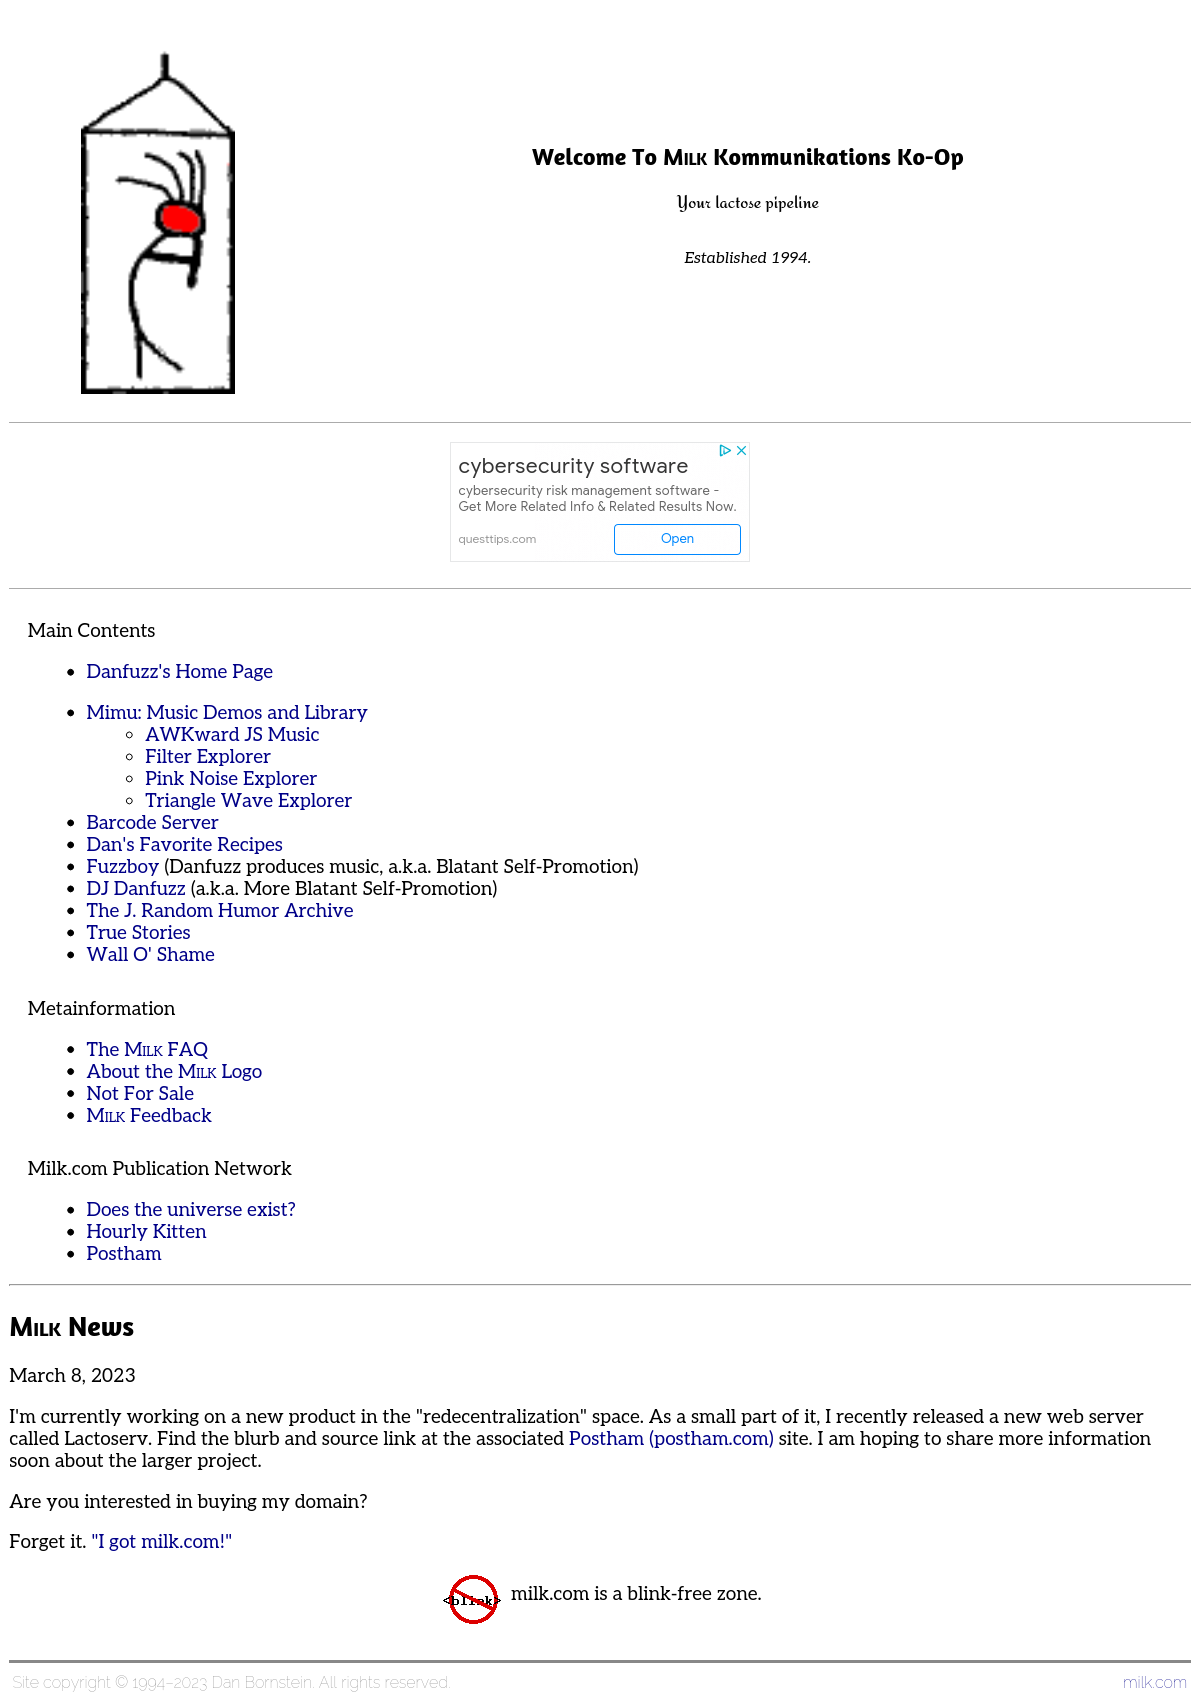 Welcome To Milk Kommunikations Ko-Op
Your lactose pipeline
Established 1994.
cybersecurity software
cybersecurity risk management software -
Get More Related Info & Related Results Now.
questtips.com
Open
Main Contents
Danfuzz's Home Page
Mimu: Music Demos and Library
AWKward JS Music
Filter Explorer
Pink Noise Explorer
Triangle Wave Explorer
Barcode Server
Dan's Favorite Recipes
Fuzzboy (Danfuzz produces music, a.k.a. Blatant Self-Promotion)
DJ Danfuzz (a.k.a. More Blatant Self-Promotion)
The J. Random Humor Archive
True Stories
Wall O' Shame
Metainformation
The Milk FAQ
About the Milk Logo
Not For Sale
Milk Feedback
Milk.com Publication Network
Does the universe exist?
Hourly Kitten
Postham
Milk News
March 8, 2023
I'm currently working on a new product in the "redecentralization" space. As a small part of it, I recently released a new web server
called Lactoserv. Find the blurb and source link at the associated Postham (postham.com) site. I am hoping to share more information
soon about the larger project.
Are you interested in buying my domain?
Forget it. "I got milk.com!"
<blink> milk.com is a blink-free zone.
Site copyright © 1994–2023 Dan Bornstein. All rights reserved. milk.com